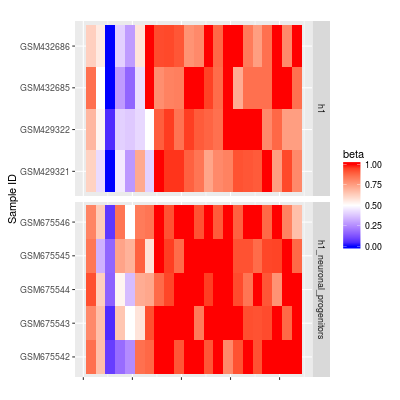 GSM432686
GSM432685
GSM429322
GSM429321
h1
GSM675546
GSM675545
GSM675544
GSM675543
GSM675542
h1_neuronal_progenitors
Sample ID
beta
1.00
0.75
0.50
0.25
0.00